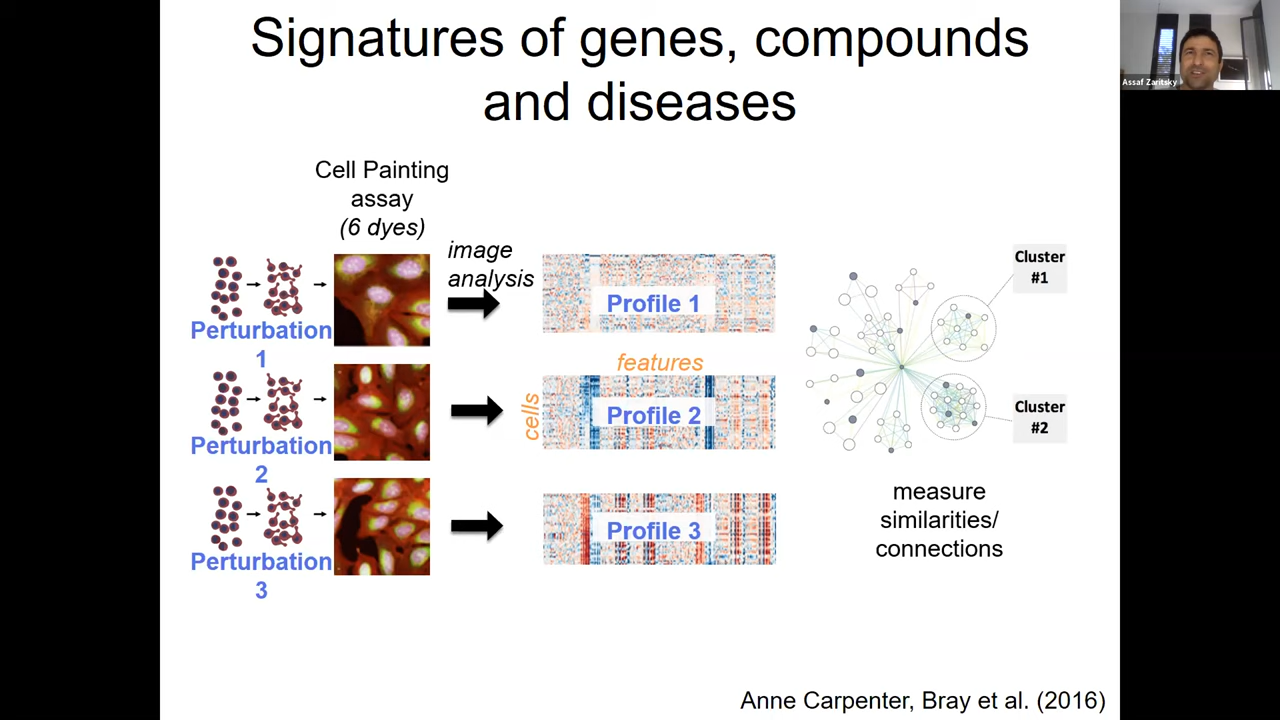 Signatures of genes, compounds
and diseases
Assaf Zaritsky
Cell Painting
assay
(6 dyes)
image
analysis
Perturbation
1
Profile 1
Cluster
#1
features
cells
Perturbation
2
Profile 2
Cluster
#2
Perturbation
3
Profile 3
measure
similarities/
connections
Anne Carpenter, Bray et al. (2016)